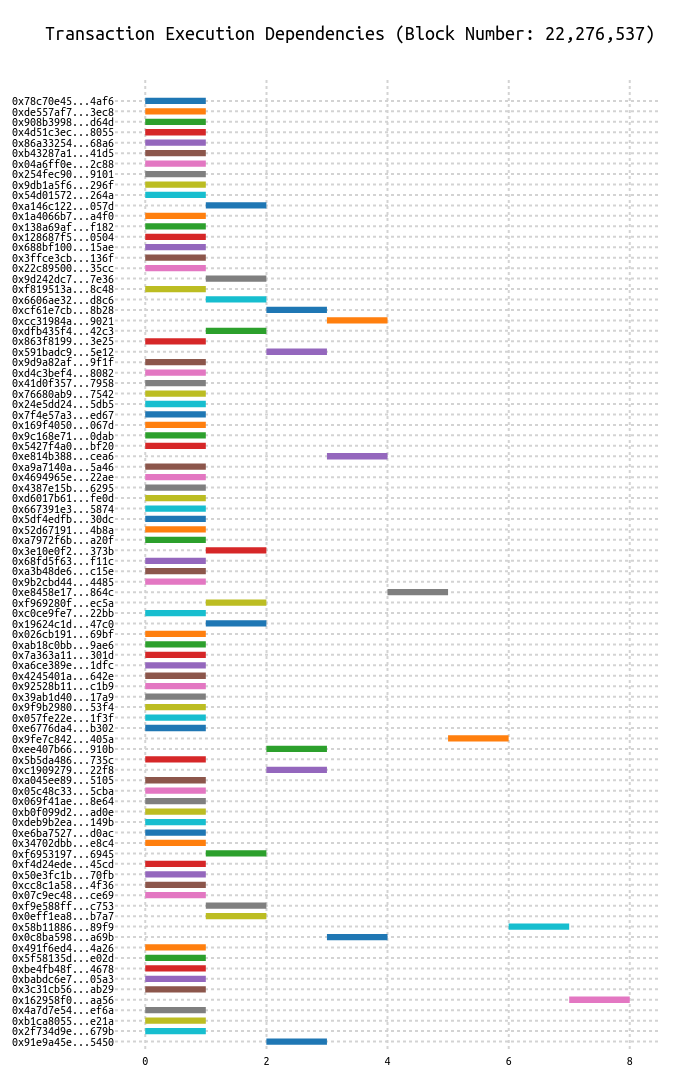 Transaction Execution Dependencies (Block Number: 22,276,537)
0x78c70e45...4af6
0xde557af7...3ec8
0x908b3998...d64d
0x4d51c3ec...8055
0x86a33254...68a6
0xb43287a1...41d5
0x04a6ff0e...2c88
0x254fec90...9101
0x9db1a5f6...296f
0x54d01572...264a
0xa146c122...057d
0x1a4066b7...a4f0
0x138a69af...f182
0x128687f5...0504
0x688bf100...15ae
0x3ffce3cb...136f
0x22c89500...35cc
0x9d242dc7...7e36
0xf819513a...8c48
0x6606ae32...d8c6
0xcf61e7cb...8b28
0xcc31984a...9021
0xdfb435f4...42c3
0x863f8199...3e25
0x591badc9...5e12
0x9d9a82af...9f1f
0xd4c3bef4...8082
0x41d0f357...7958
0x76680ab9...7542
0x24e5dd24...5db5
0x7f4e57a3...ed67
0x169f4050...067d
0x9c168e71...0dab
0x5427f4a0...bf20
0xe814b388...cea6
0xa9a7140a...5a46
0x4694965e...22ae
0x4387e15b...6295
0xd6017b61...fe0d
0x667391e3...5874
0x5df4edfb...30dc
0x52d67191...4b8a
0xa7972f6b...a20f
0x3e10e0f2...373b
0x68fd5f63...f11c
0xa3b48de6...c15e
0x9b2cbd44...4485
0xe8458e17...864c
0xf969280f...ec5a
0xc0ce9fe7...22bb
0x19624c1d...47c0
0x026cb191...69bf
0xab18c0bb...9ae6
0x7a363a11...301d
0xa6ce389e...1dfc
0x4245401a...642e
0x92528b11...c1b9
0x39ab1d40...17a9
0x9f9b2980...53f4
0x057fe22e...1f3f
0xe6776da4...b302
0x9fe7c842...405a
0xee407b66...910b
0x5b5da486...735c
0xc1909279...22f8
0xa045ee89...5105
0x05c48c33...5cba
0x069f41ae...8e64
0xb0f099d2...ad0e
0xdeb9b2ea...149b
0xe6ba7527...d0ac
0x34702dbb...e8c4
0xf6953197...6945
0xf4d24ede...45cd
0x50e3fc1b...70fb
0xcc8c1a58...4f36
0x07c9ec48...ce69
0xf9e588ff...c753
0x0eff1ea8...b7a7
0x58b11886...89f9
0x0c8ba598...a69b
0x491f6ed4...4a26
0x5f58135d...e02d
0xbe4fb48f...4678
0xbabdc6e7...05a3
0x3c31cb56...ab29
0x162958f0...aa56
0x4a7d7e54...ef6a
0xb1ca8055...e21a
0x2f734d9e...679b
0x91e9a45e...5450
0 2 4 6 8